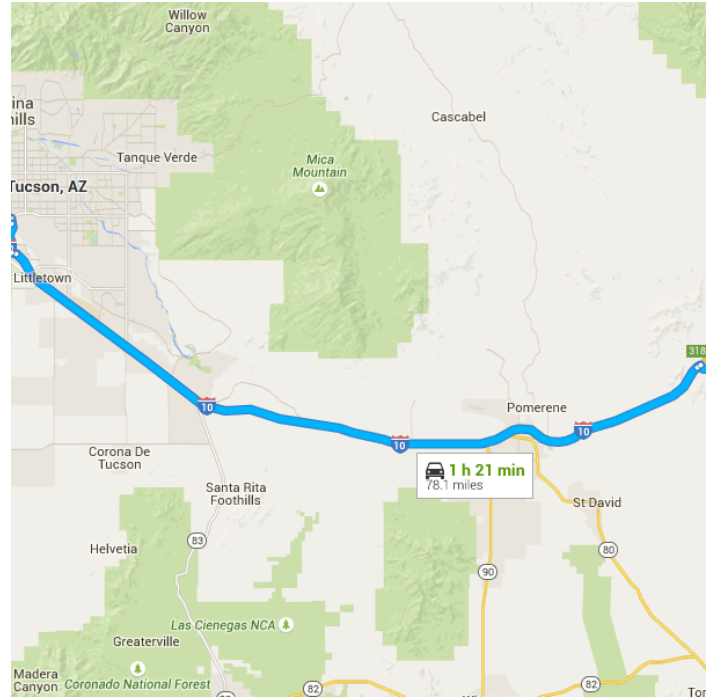 Willow
Canyon
ina
hills
Cascabel
Tanque Verde
Mica
Mountain
Tucson, AZ
Littletown
318
10
Pomerene
10
10
1 h 21 min
78.1 miles
Corona De
Tucson
Santa Rita
Foothills
St David
83
Helvetia
80
90
Las Cienegas NCA
Greaterville
Madera
Canyon
Coronado National Forest
82
82